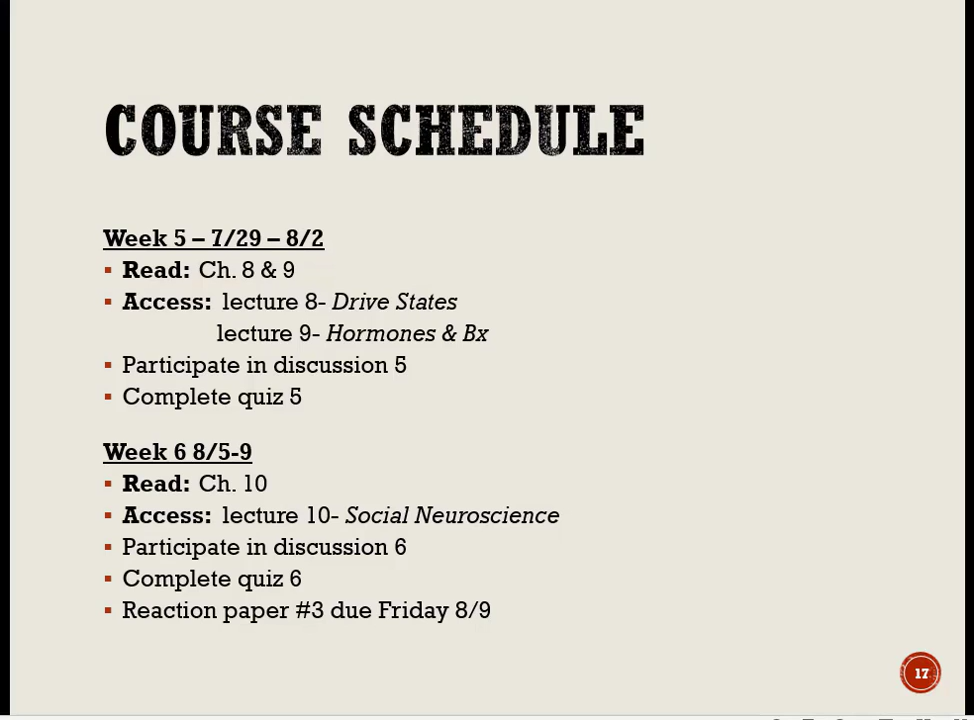 COURSE SCHEDULE
Week 5 – 7/29 – 8/2
▪ Read: Ch. 8 & 9
▪ Access: lecture 8- Drive States
lecture 9- Hormones & Bx
▪ Participate in discussion 5
▪ Complete quiz 5
Week 6 8/5-9
▪ Read: Ch. 10
▪ Access: lecture 10- Social Neuroscience
▪ Participate in discussion 6
▪ Complete quiz 6
▪ Reaction paper #3 due Friday 8/9
17